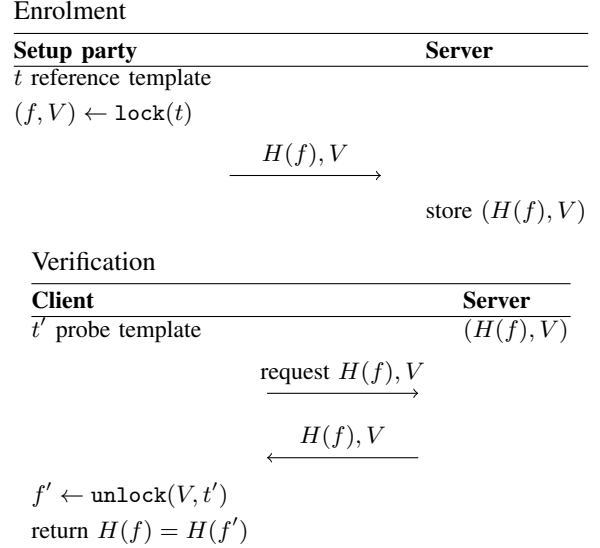 Enrolment
Setup party Server
t reference template
(f, V) ← lock(t)
H(f), V
store (H(f), V)
Verification
Client Server
t′ probe template (H(f), V)
request H(f), V
H(f), V
f′ ← unlock(V, t′)
return H(f) = H(f′)